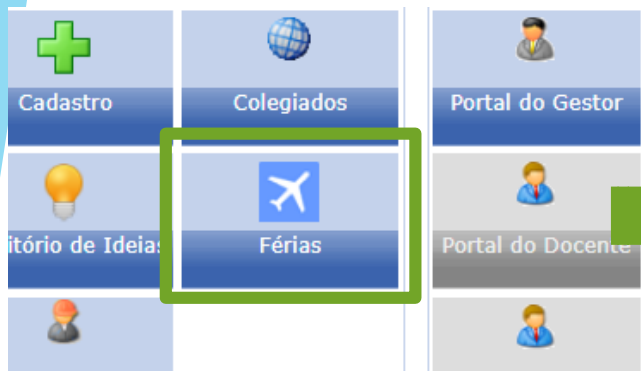 Cadastro
Colegiados
Portal do Gestor
itório de Ideias
Férias
Portal do Docente